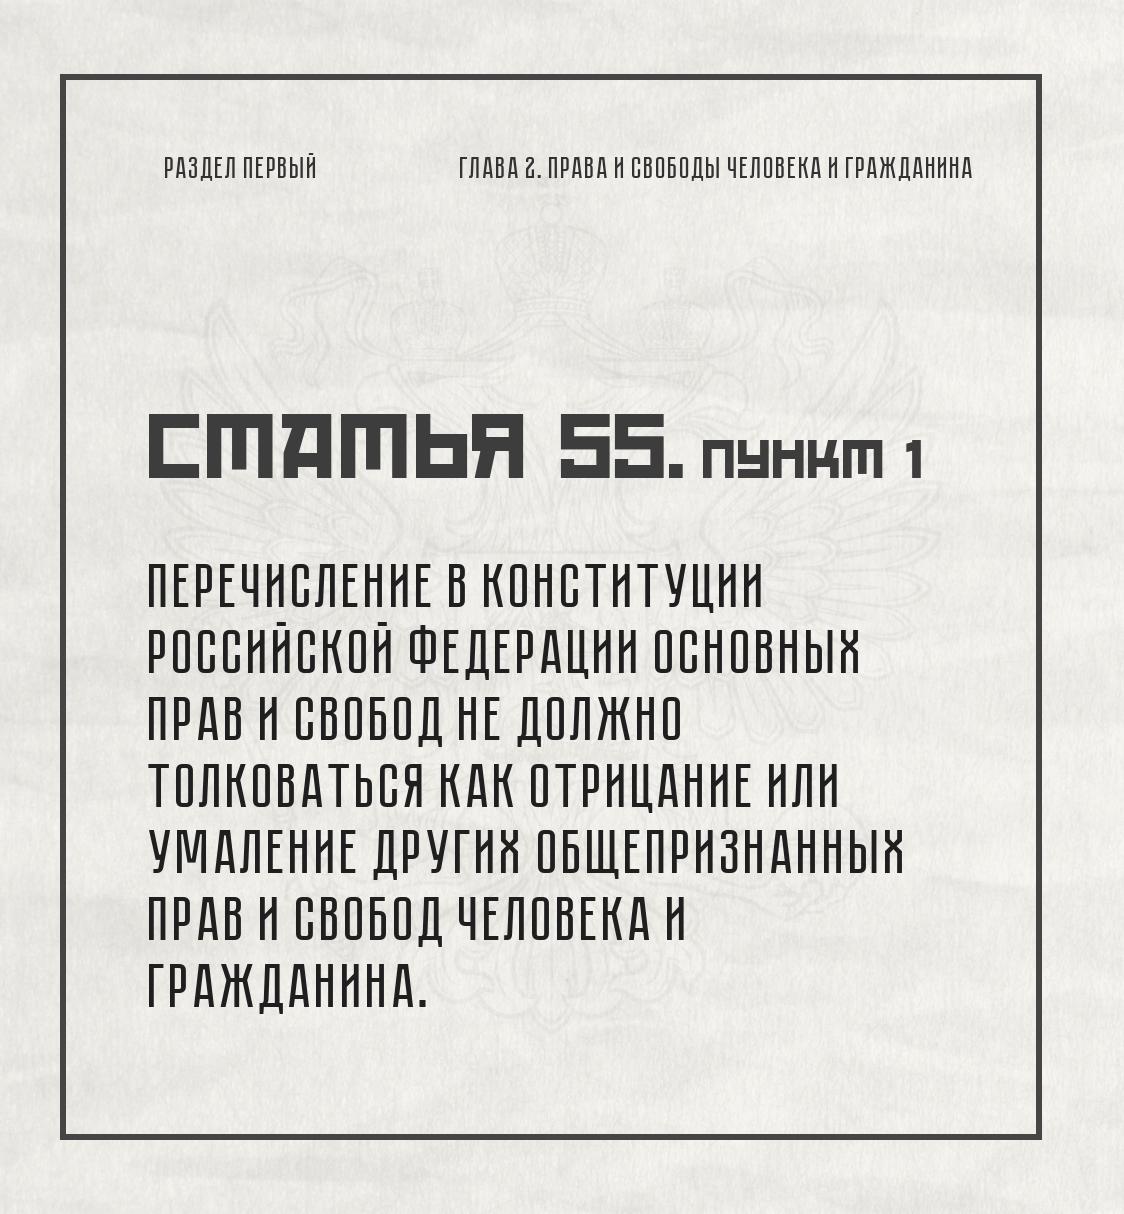 РАЗДЕЛ ПЕРВЫЙ
ГЛАВА 2. ПРАВА И СВОБОДЫ ЧЕЛОВЕКА И ГРАЖДАНИНА
СТАТЬЯ 55. ПУНКТ 1
ПЕРЕЧИСЛЕНИЕ В КОНСТИТУЦИИ
РОССИЙСКОЙ ФЕДЕРАЦИИ ОСНОВНЫХ
ПРАВ И СВОБОД НЕ ДОЛЖНО
ТОЛКОВАТЬСЯ КАК ОТРИЦАНИЕ ИЛИ
УМАЛЕНИЕ ДРУГИХ ОБЩЕПРИЗНАННЫХ
ПРАВ И СВОБОД ЧЕЛОВЕКА И
ГРАЖДАНИНА.